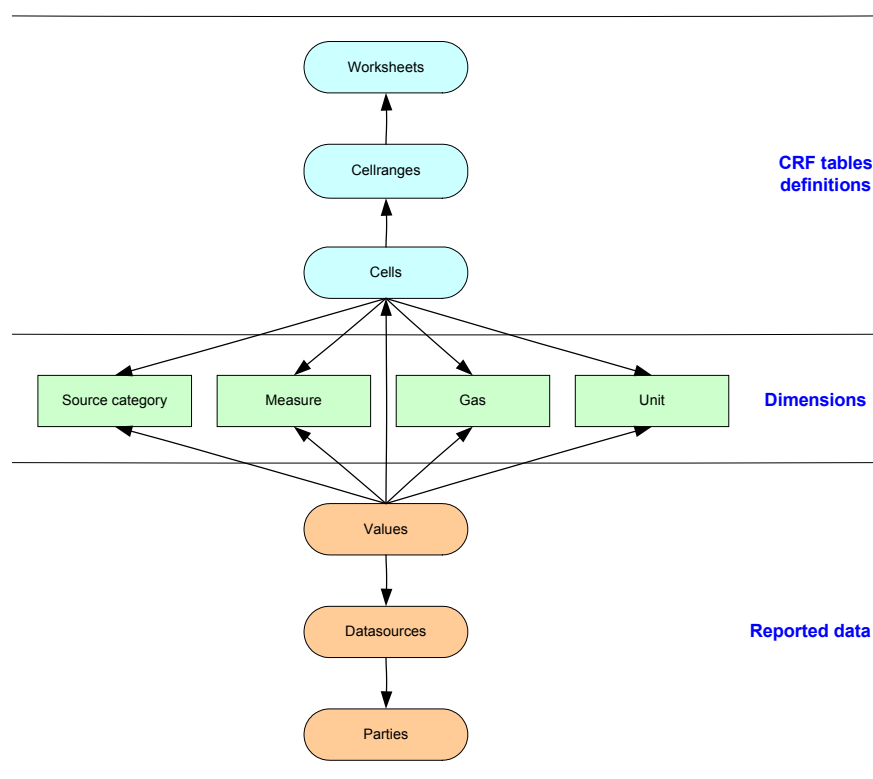 Worksheets
Cellranges
CRF tables
definitions
Cells
Source category
Measure
Gas
Unit
Dimensions
Values
Datasources
Reported data
Parties